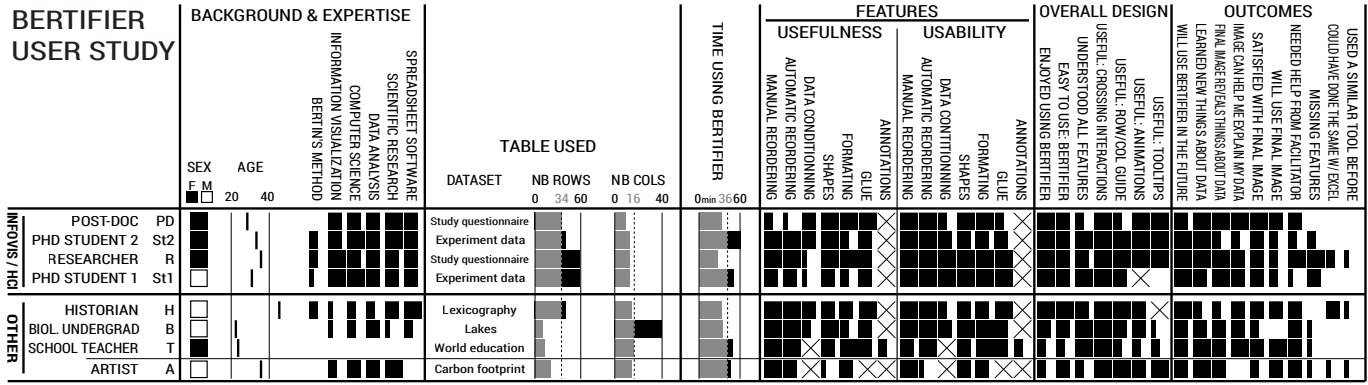 BERTIFIER
USER STUDY
BACKGROUND & EXPERTISE
SEX
F M
AGE
20 40
BERTIN'S METHOD
INFORMATION VISUALIZATION
COMPUTER SCIENCE
DATA ANALYSIS
SCIENTIFIC RESEARCH
SPREADSHEET SOFTWARE
TABLE USED
DATASET
NB ROWS
0 34 60
NB COLS
0 16 40
TIME USING BERTIFIER
0min 36 60
FEATURES
USEFULNESS
MANUAL REORDERING
AUTOMATIC REORDERING
DATA CONDITIONNING
SHAPES
FORMATING
GLUE
ANNOTATIONS
USABILITY
MANUAL REORDERING
AUTOMATIC REORDERING
DATA CONTITIONNING
SHAPES
FORMATING
GLUE
ANNOTATIONS
OVERALL DESIGN
ENJOYED USING BERTIFIER
EASY TO USE: BERTIFIER
UNDERSTOOD ALL FEATURES
USEFUL: CROSSING INTERACTIONS
USEFUL: ROW/COL GUIDE
USEFUL: ANIMATIONS
USEFUL: TOOLTIPS
OUTCOMES
WILL USE BERTIFIER IN THE FUTURE
LEARNED NEW THINGS ABOUT DATA
FINAL IMAGE REVEALS THINGS ABOUT DATA
IMAGE CAN HELP ME EXPLAIN MY DATA
SATISFIED WITH FINAL IMAGE
WILL USE FINAL IMAGE
NEEDED HELP FROM FACILITATOR
MISSING FEATURES
COULD HAVE DONE THE SAME W/ EXCEL
USED A SIMILAR TOOL BEFORE
INFOVIS / HCI
POST-DOC PD Study questionnaire
PHD STUDENT 2 St2 Experiment data
RESEARCHER R Study questionnaire
PHD STUDENT 1 St1 Experiment data
OTHER
HISTORIAN H Lexicography
BIOL. UNDERGRAD B Lakes
SCHOOL TEACHER T World education
ARTIST A Carbon footprint